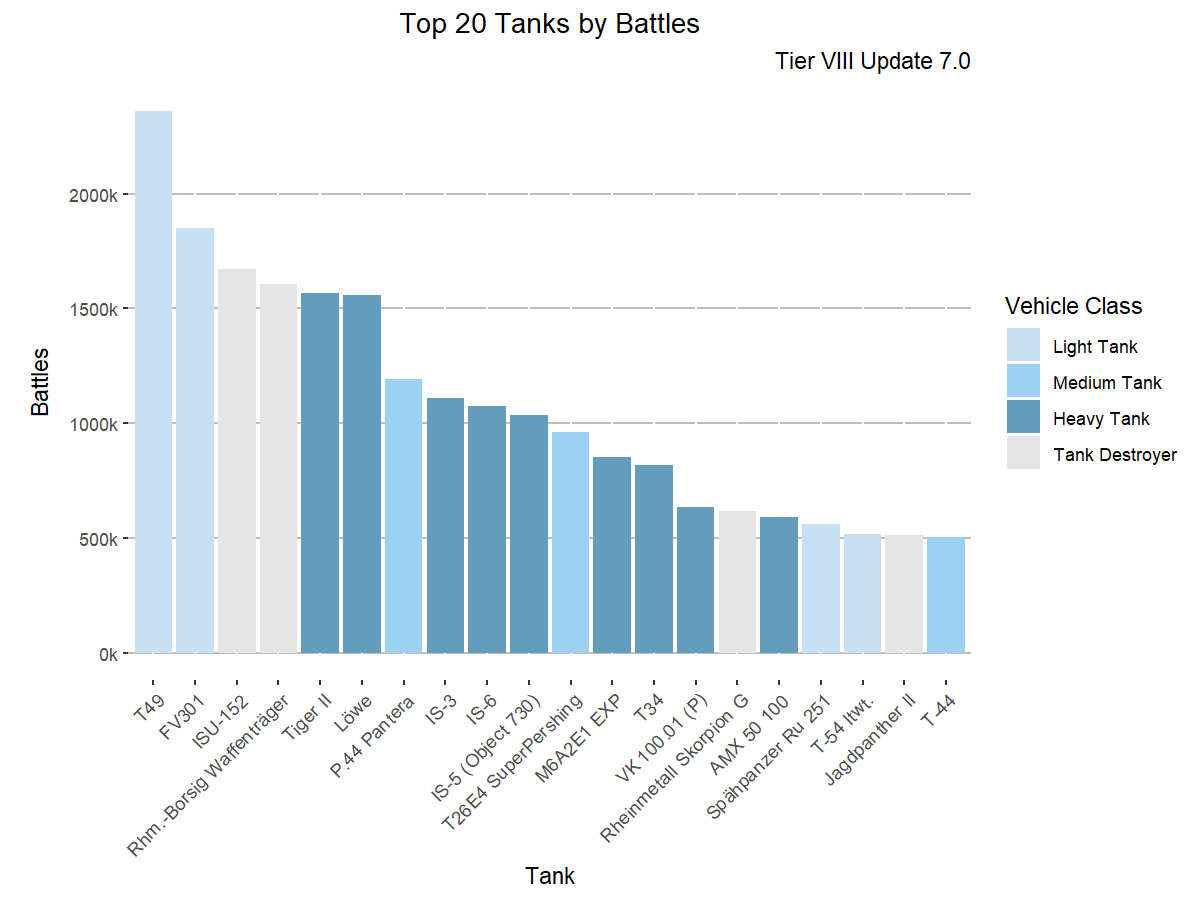 Top 20 Tanks by Battles
Tier VIII Update 7.0
2000k
1500k
1000k
500k
0k
Battles
T49
FV301
ISU-152
Rhm.-Borsig Waffenträger
Tiger II
Löwe
P.44 Pantera
IS-3
IS-6
IS-5 (Object 730)
T26E4 SuperPershing
M6A2E1 EXP
T34
VK 100.01 (P)
Rheinmetall Skorpion G
AMX 50 100
Spähpanzer Ru 251
T-54 ltwt.
Jagdpanther II
T-44
Tank
Vehicle Class
Light Tank
Medium Tank
Heavy Tank
Tank Destroyer